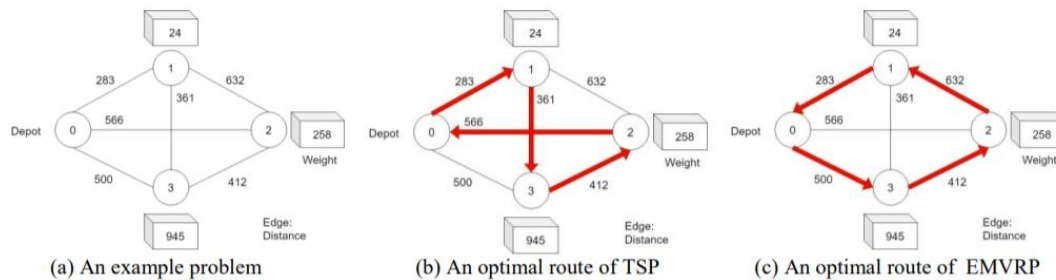 24
1
283
632
361
Depot
0
566
2
258
Weight
500
412
3
945
Edge:
Distance
(a) An example problem
24
1
283
632
361
Depot
0
566
2
258
Weight
500
412
3
945
Edge:
Distance
(b) An optimal route of TSP
24
1
283
632
361
Depot
0
566
2
258
Weight
500
412
3
945
Edge:
Distance
(c) An optimal route of EMVRP